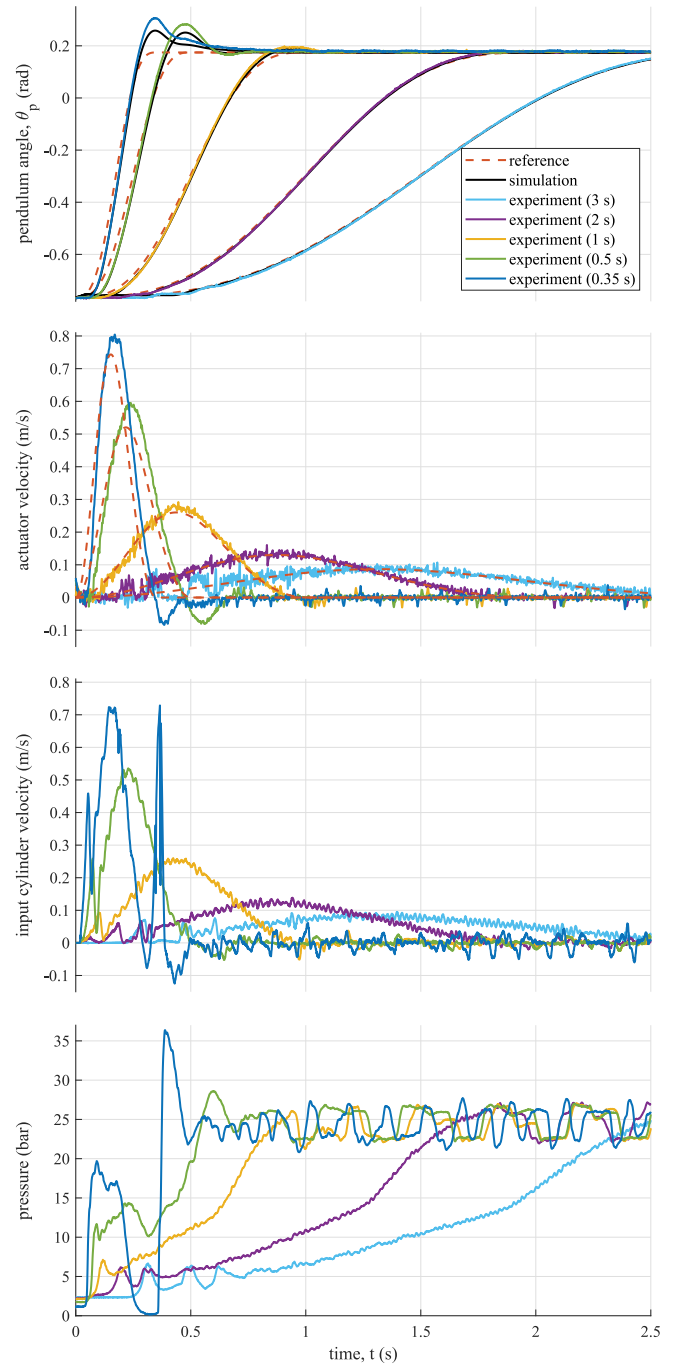 0.2
0
-0.2
-0.4
-0.6
pendulum angle, θp (rad)
reference
simulation
experiment (3 s)
experiment (2 s)
experiment (1 s)
experiment (0.5 s)
experiment (0.35 s)
0.8
0.7
0.6
0.5
0.4
0.3
0.2
0.1
0
-0.1
actuator velocity (m/s)
0.8
0.7
0.6
0.5
0.4
0.3
0.2
0.1
0
-0.1
input cylinder velocity (m/s)
35
30
25
20
15
10
5
0
pressure (bar)
0 0.5 1 1.5 2 2.5
time, t (s)